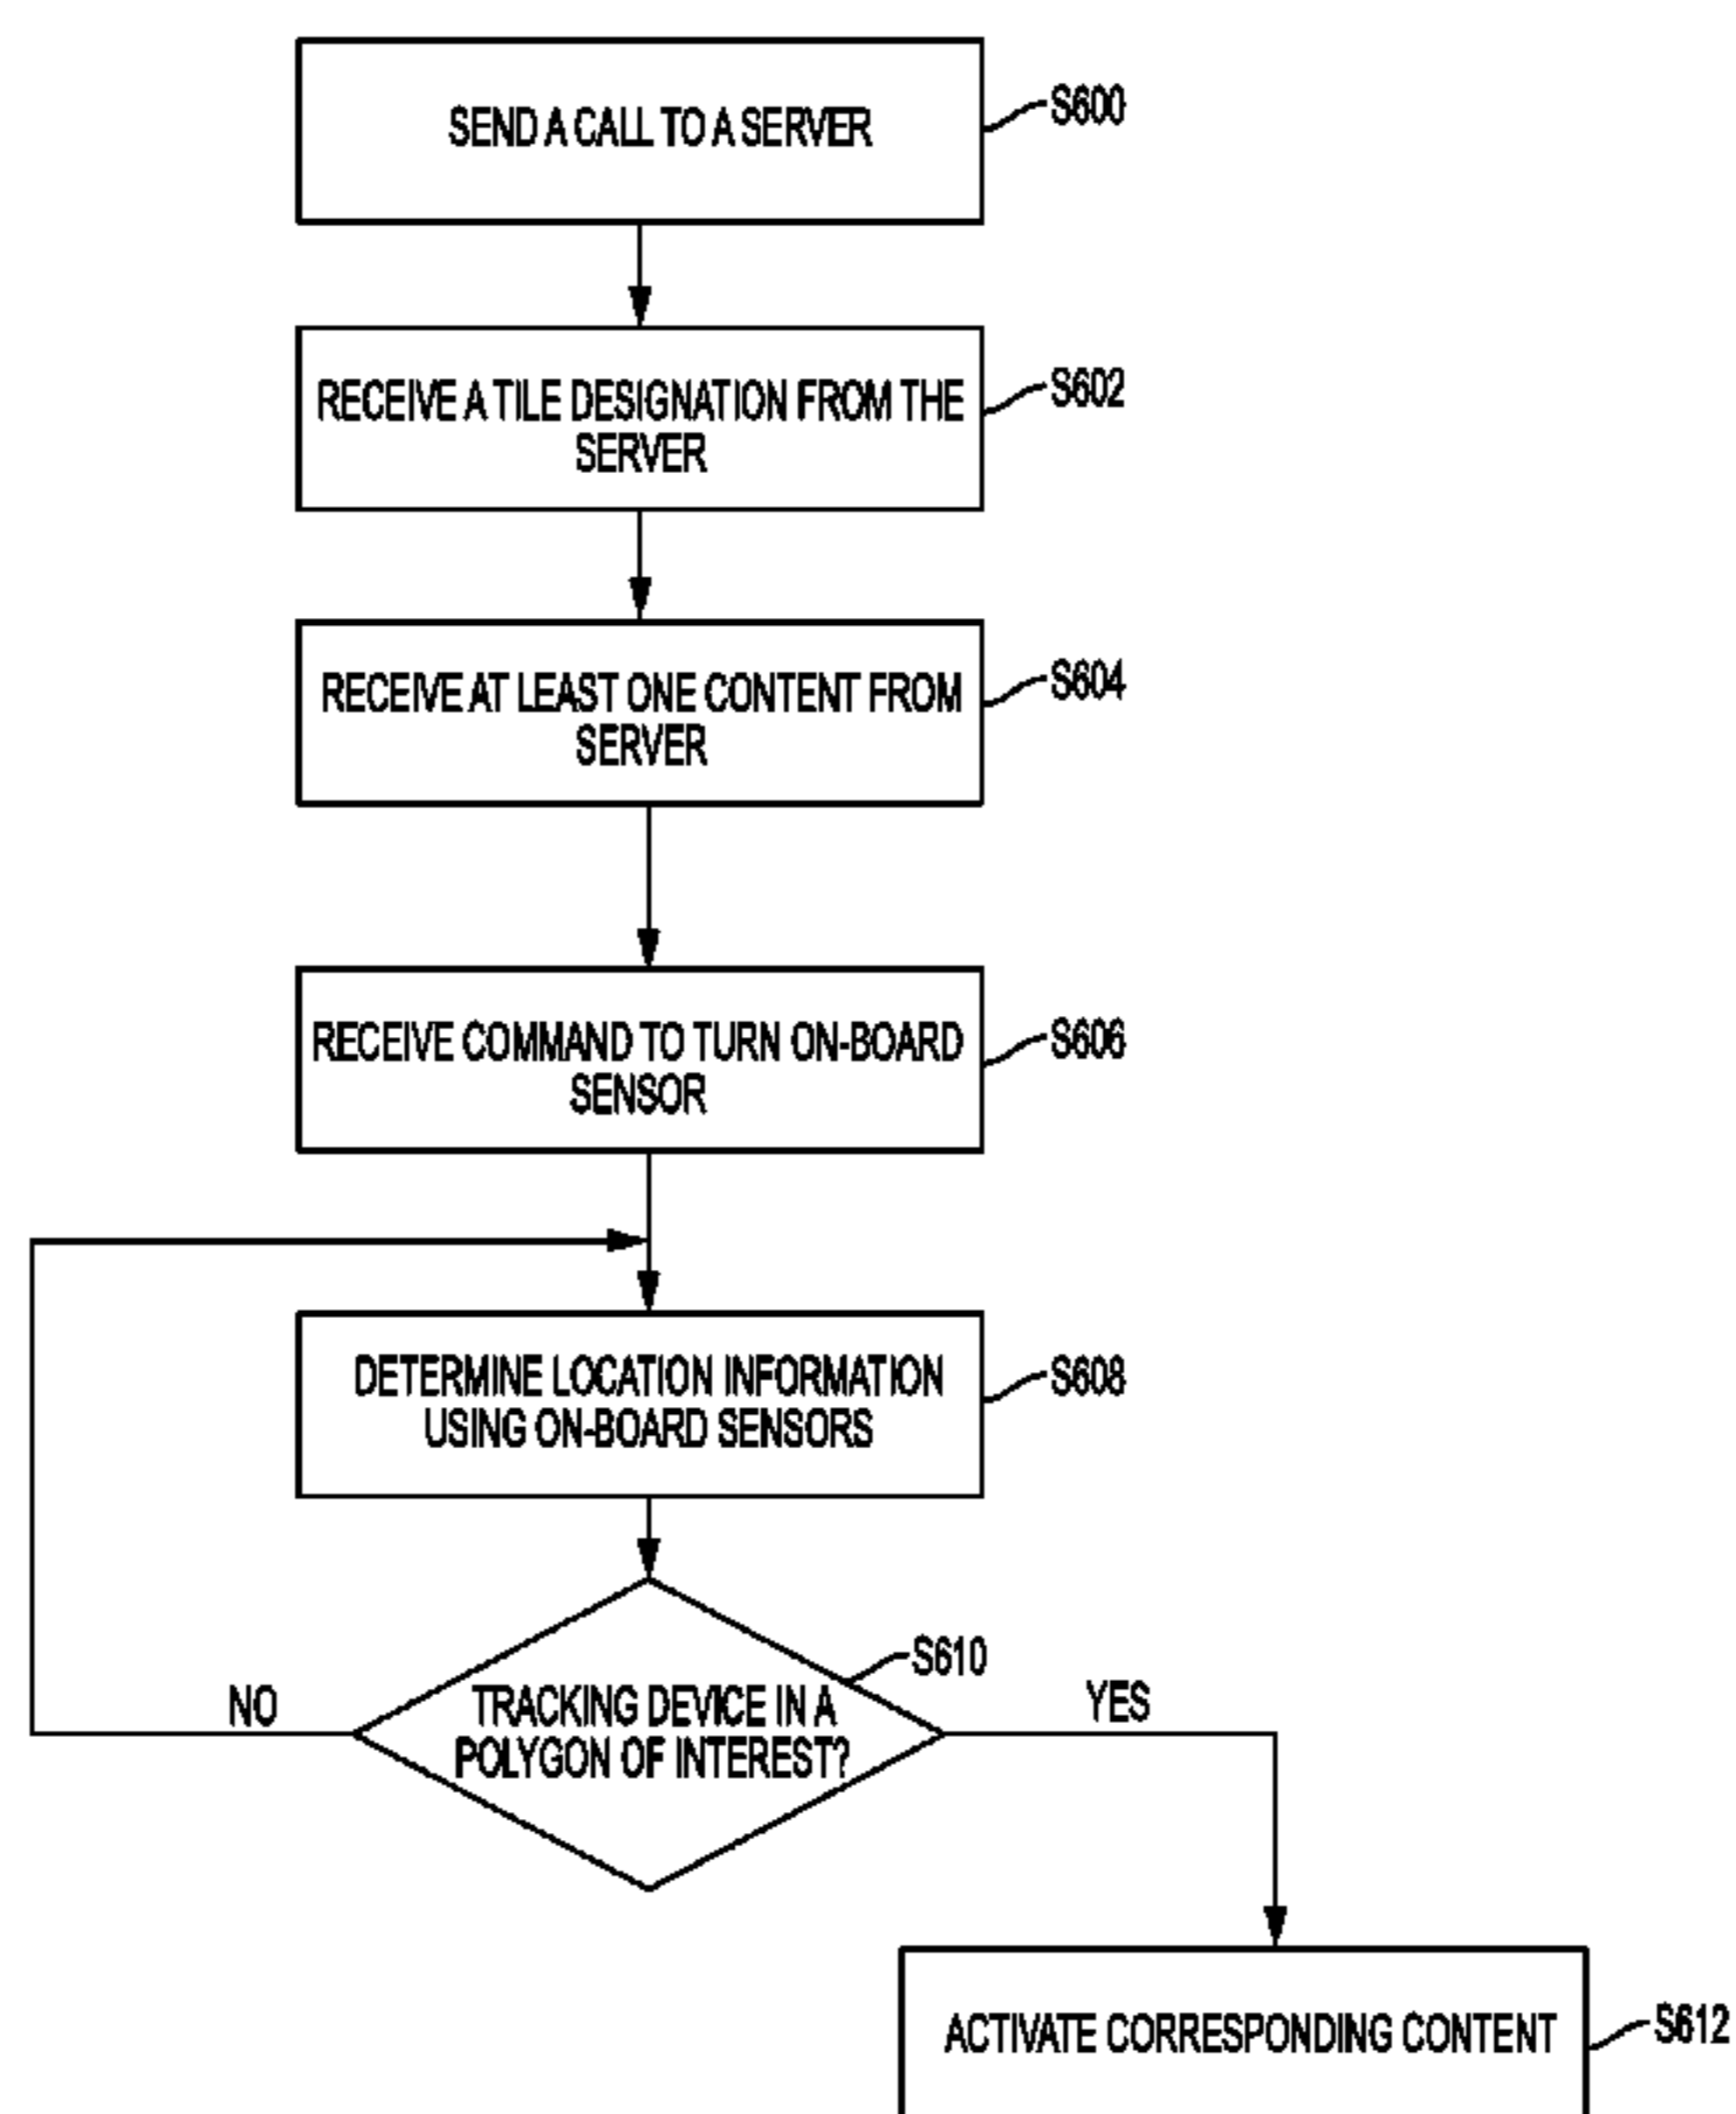 SEND A CALL TO A SERVER
S600
RECEIVE A TILE DESIGNATION FROM THE
SERVER
S602
RECEIVE AT LEAST ONE CONTENT FROM
SERVER
S604
RECEIVE COMMAND TO TURN ON-BOARD
SENSOR
S606
DETERMINE LOCATION INFORMATION
USING ON-BOARD SENSORS
S608
S610
NO
TRACKING DEVICE IN A
POLYGON OF INTEREST?
YES
ACTIVATE CORRESPONDING CONTENT
S612